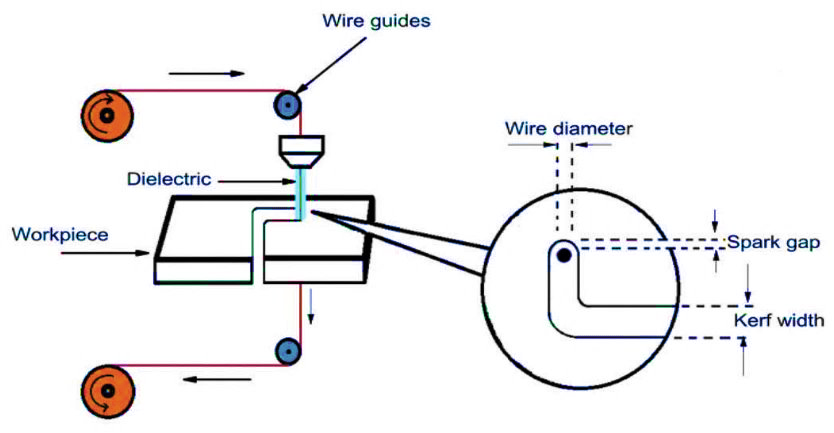 Wire guides
Wire diameter
Dielectric
Workpiece
Spark gap
Kerf width